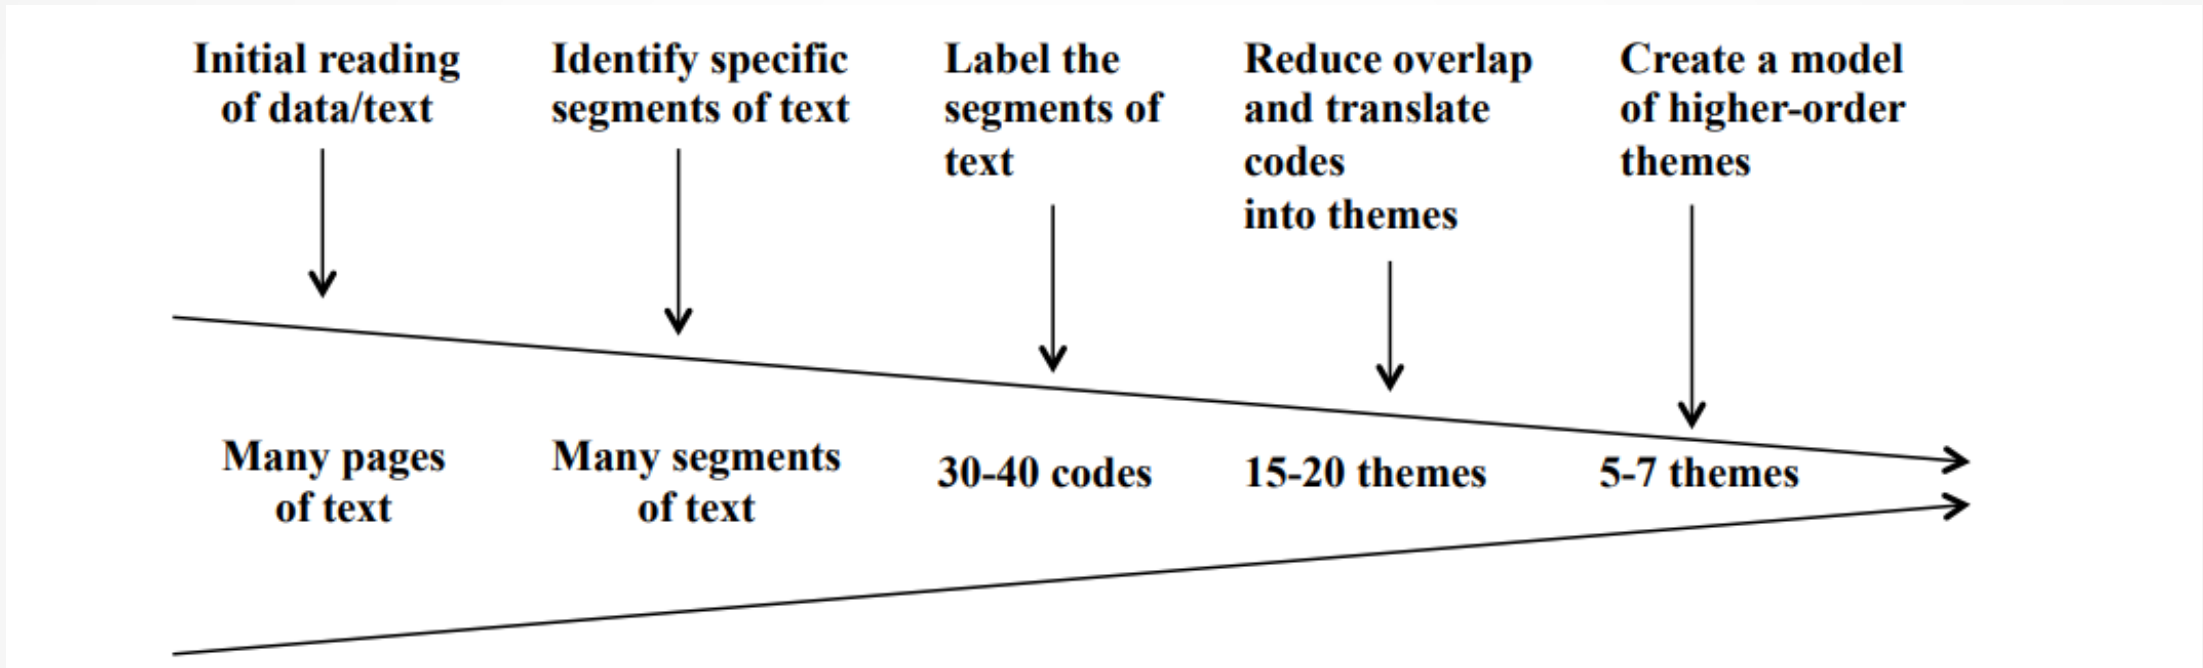 Initial reading
of data/text
Identify specific
segments of text
Label the
segments of
text
Reduce overlap
and translate
codes
into themes
Create a model
of higher-order
themes
Many pages
of text
Many segments
of text
30-40 codes
15-20 themes
5-7 themes